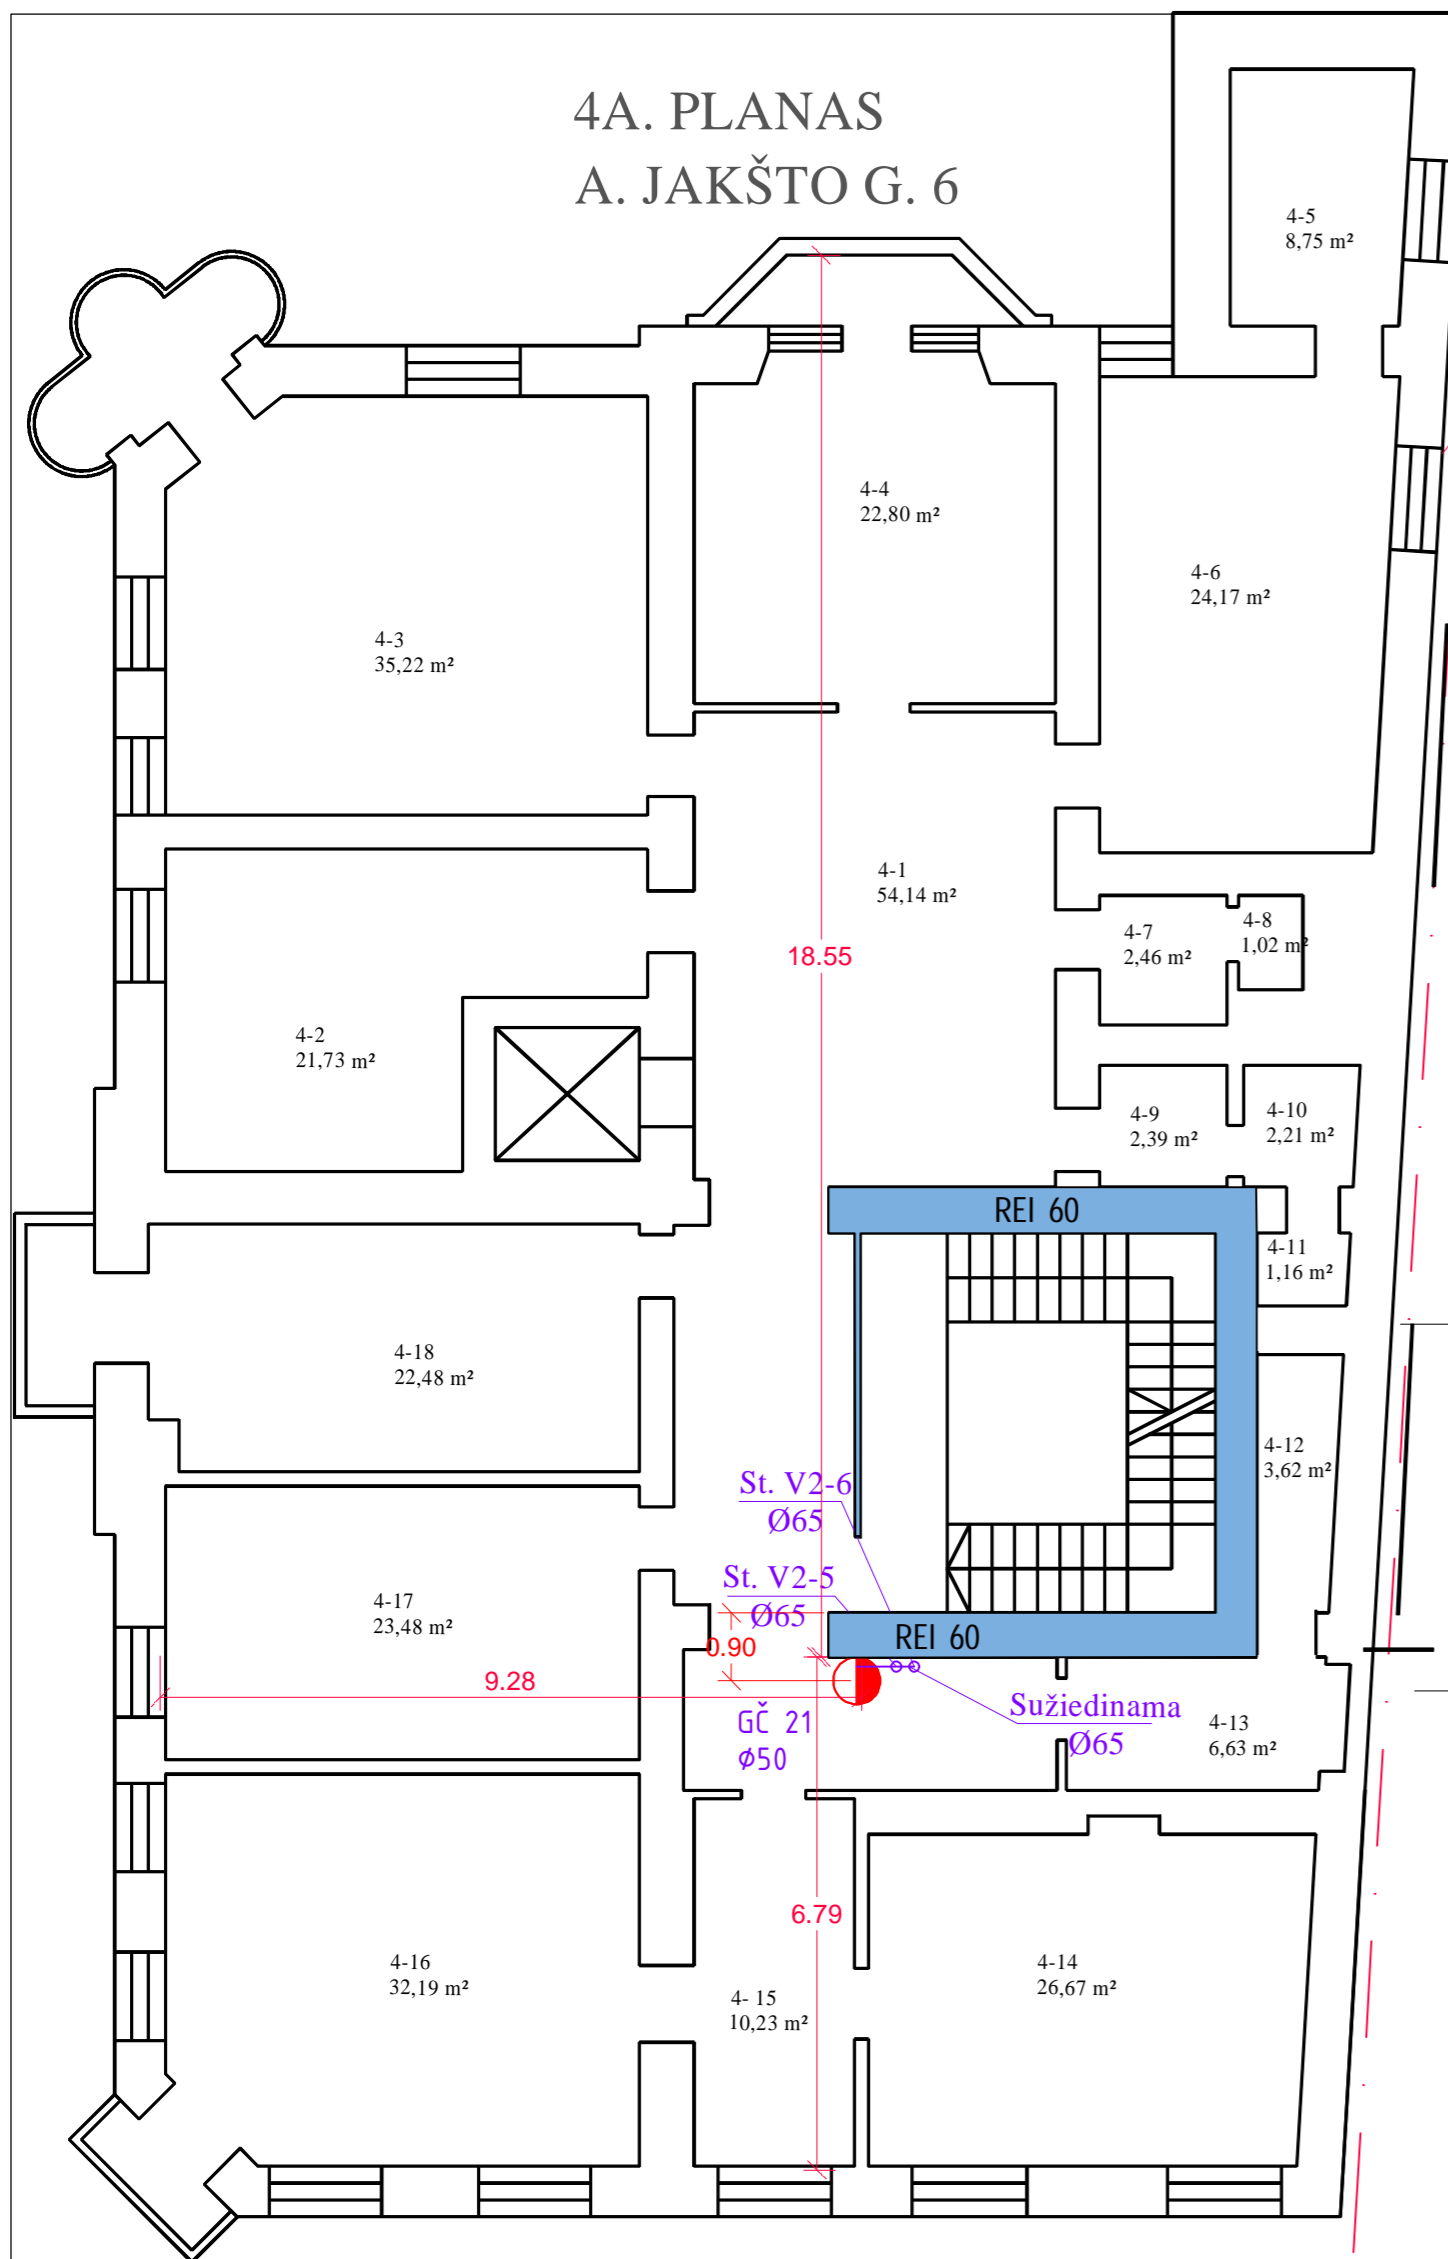 4A. PLANAS
A. JAKŠTO G. 6
4-5
8,75 m²
4-4
22,80 m²
4-6
24,17 m²
4-3
35,22 m²
4-1
54,14 m²
4-7
2,46 m²
4-8
1,02 m²
18.55
4-2
21,73 m²
4-9
2,39 m²
4-10
2,21 m²
REI 60
4-11
1,16 m²
4-18
22,48 m²
4-12
3,62 m²
St. V2-6
Ø65
St. V2-5
Ø65
4-17
23,48 m²
REI 60
0.90
9.28
GČ 21
Ø50
Sužiedinama
Ø65
4-13
6,63 m²
6.79
4-16
32,19 m²
4- 15
10,23 m²
4-14
26,67 m²